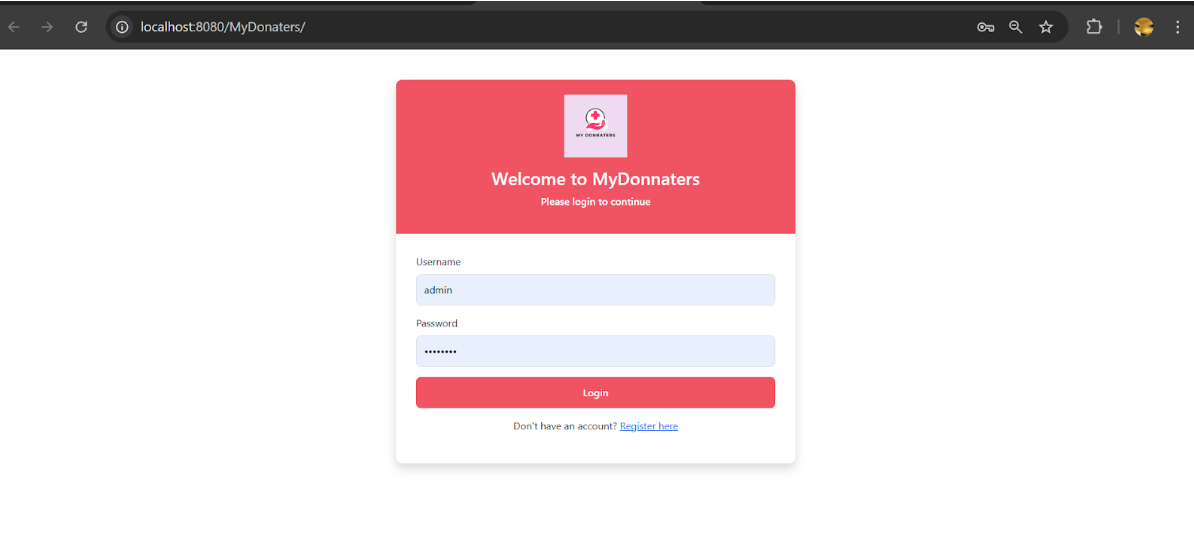 localhost:8080/MyDonaters/
MY DONNATERS
Welcome to MyDonnaters
Please login to continue
Username
admin
Password
••••••••
Login
Don't have an account? Register here